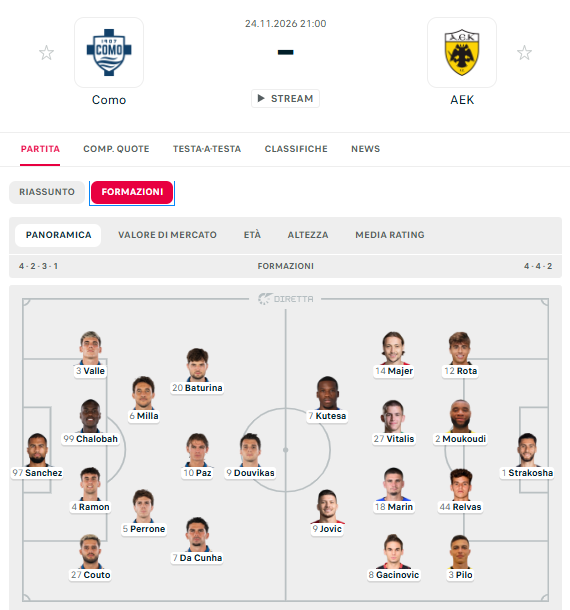 24.11.2026 21:00
1907
COMO
Α.Ε.Κ
Como
STREAM
AEK
PARTITA COMP. QUOTE TESTA-A-TESTA CLASSIFICHE NEWS
RIASSUNTO FORMAZIONI
PANORAMICA VALORE DI MERCATO ETÀ ALTEZZA MEDIA RATING
4 - 2 - 3 - 1 FORMAZIONI 4 - 4 - 2
DIRETTA
3 Valle
14 Majer
12 Rota
20 Baturina
6 Milla
7 Kutesa
99 Chalobah
27 Vitalis
2 Moukoudi
97 Sanchez
10 Paz
9 Douvikas
1 Strakosha
4 Ramon
18 Marin
44 Relvas
5 Perrone
9 Jovic
7 Da Cunha
27 Couto
8 Gacinovic
3 Pilo